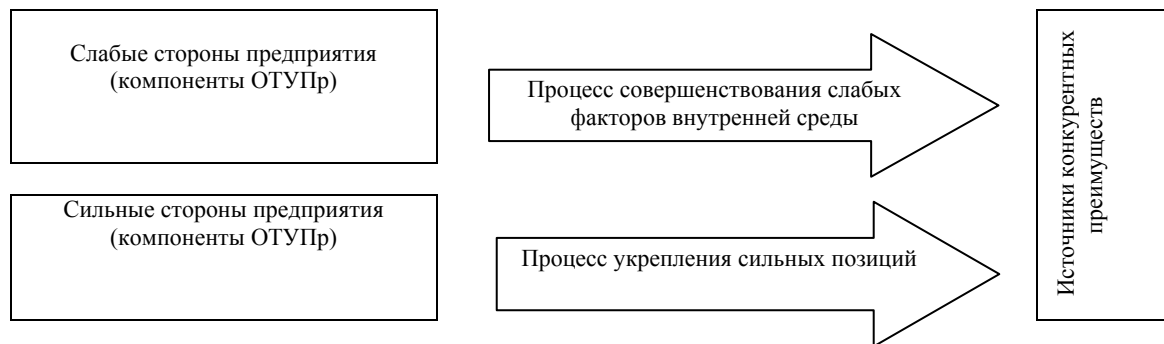 Слабые стороны предприятия
(компоненты ОТУПр)
Процесс совершенствования слабых
факторов внутренней среды
Сильные стороны предприятия
(компоненты ОТУПр)
Процесс укрепления сильных позиций
Источники конкурентных
преимуществ